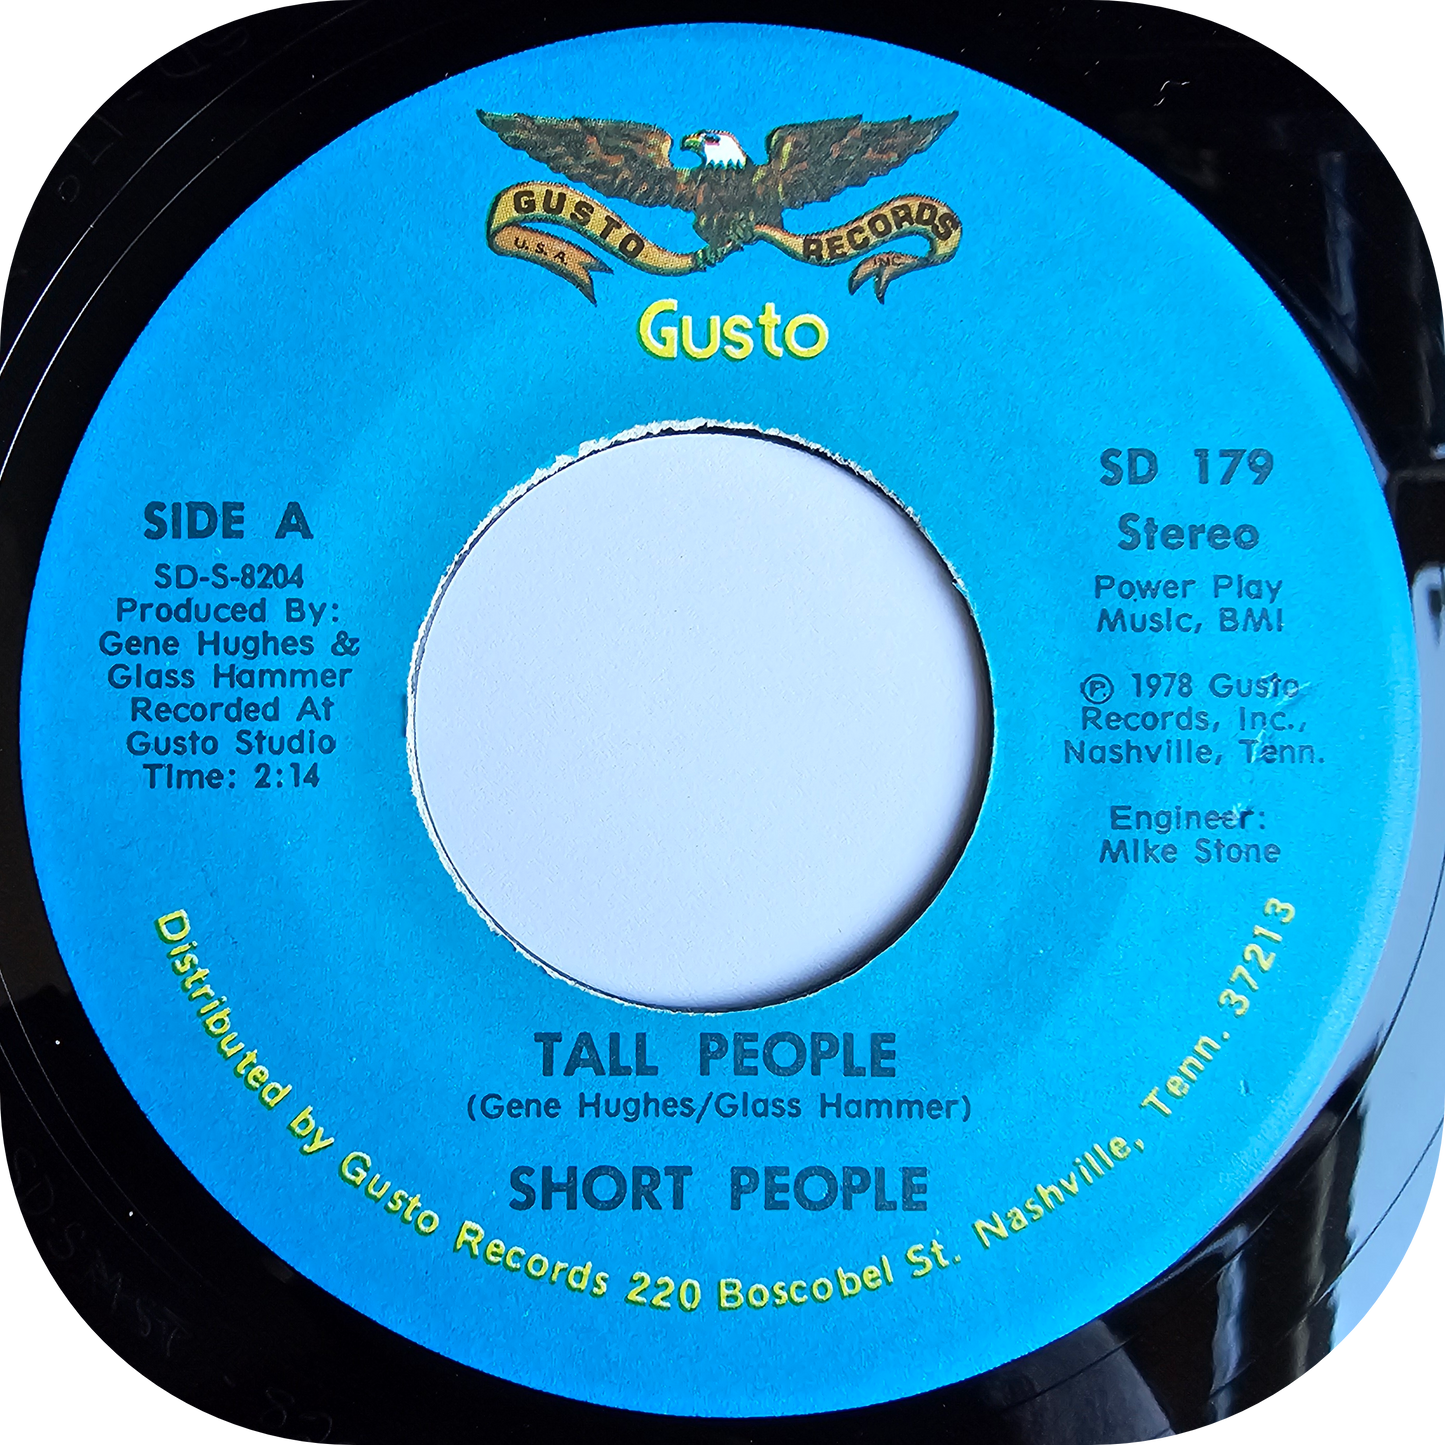 GUSTO
RECORDS
U.S.A.
INC.
Gusto
SIDE A
SD-S-8204
Produced By:
Gene Hughes &
Glass Hammer
Recorded At
Gusto Studio
Time: 2:14
SD 179
Stereo
Power Play
Music, BMI
Ⓟ 1978 Gusto
Records, Inc.,
Nashville, Tenn.
Engineer:
Mike Stone
TALL PEOPLE
(Gene Hughes/Glass Hammer)
SHORT PEOPLE
Distributed by Gusto Records 220 Boscobel St. Nashville, Tenn. 37213